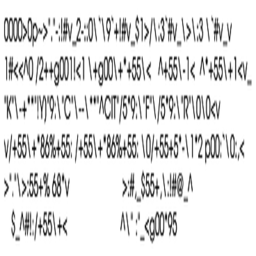 0000>0p~>`.'·-:!#v_2-::0\`\9`+!#v_$1>/\:3`#v_\>\:3 \`#v_v
1#<<^0 /2++g001!<1 \+g00\+*+55\< ^+55\-1< ^*+55\+1<v_
"K"\-+"""!Y/'9:\"C"\--\"""^CIT'/5*9:\"F"\/5*9:\"R"\0\0<v
v/+55\+*86%+55: /+55\+*86%+55: \0/+55+5*-\1*2 p00:`\0:,<
>`."\>:55+% 68*v >:#,_$55+,\:!#@_^
$_^#!:/+55\+< ^\`:'_<g00*95